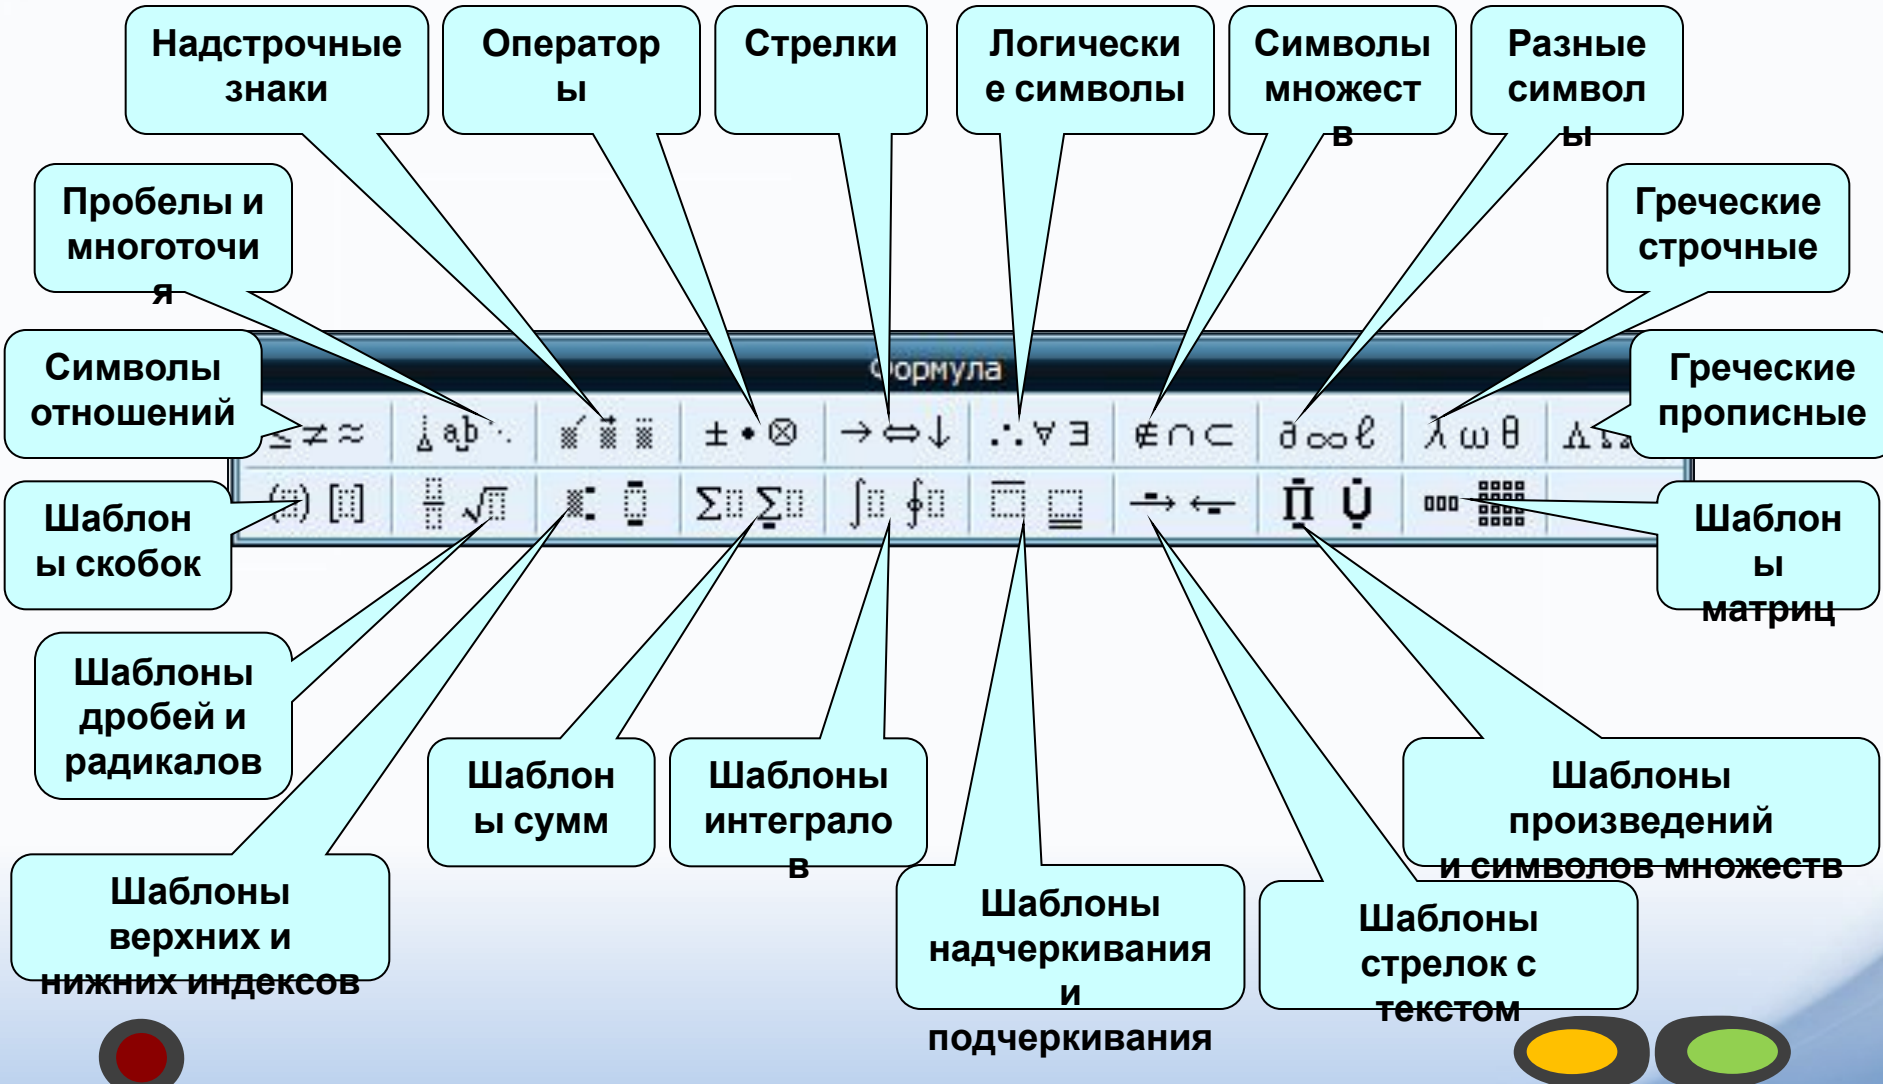 Надстрочные
знаки
Оператор
ы
Стрелки
Логически
е символы
Символы
множест
в
Разные
символ
ы
Пробелы и
многоточи
я
Греческие
строчные
Символы
отношений
Формула
Греческие
прописные
≤ ≠ ≈
ab
± • ⊗
→ ⇔ ↓
∴ ∀ ∃
∉ ∩ ⊂
∂ ∞ ℓ
λ ω θ
Шаблон
ы скобок
Шаблон
ы
матриц
Шаблоны
дробей и
радикалов
Шаблон
ы сумм
Шаблоны
интеграло
в
Шаблоны
произведений
и символов множеств
Шаблоны
верхних и
нижних индексов
Шаблоны
надчеркивания
и
подчеркивания
Шаблоны
стрелок с
текстом